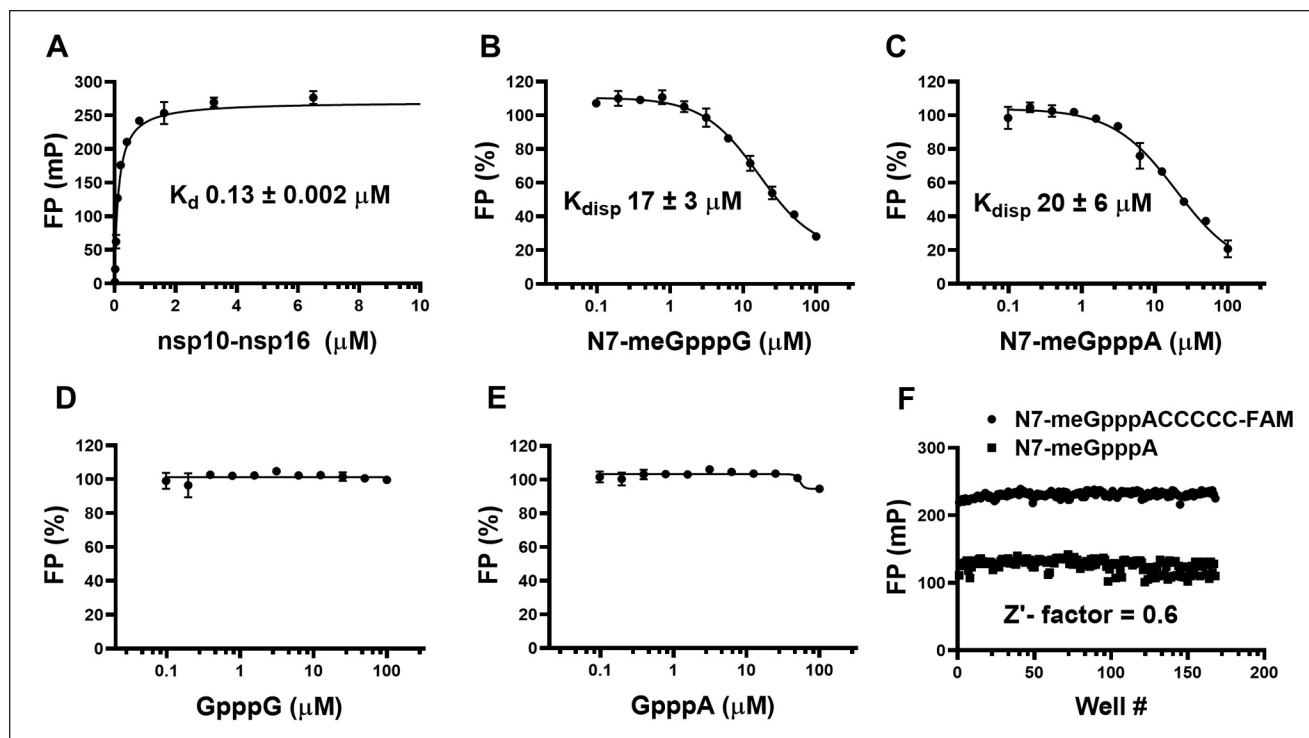 A
FP (mP)
300
250
200
150
100
50
0
K_d 0.13 ± 0.002 μM
0 2 4 6 8 10
nsp10-nsp16 (μM)
B
FP (%)
120
100
80
60
40
20
0
K_disp 17 ± 3 μM
0.1 1 10 100
N7-meGpppG (μM)
C
FP (%)
120
100
80
60
40
20
0
K_disp 20 ± 6 μM
0.1 1 10 100
N7-meGpppA (μM)
D
FP (%)
120
100
80
60
40
20
0
0.1 1 10 100
GpppG (μM)
E
FP (%)
120
100
80
60
40
20
0
0.1 1 10 100
GpppA (μM)
F
N7-meGpppACCCCC-FAM
N7-meGpppA
FP (mP)
300
200
100
0
Z'- factor = 0.6
0 50 100 150 200
Well #